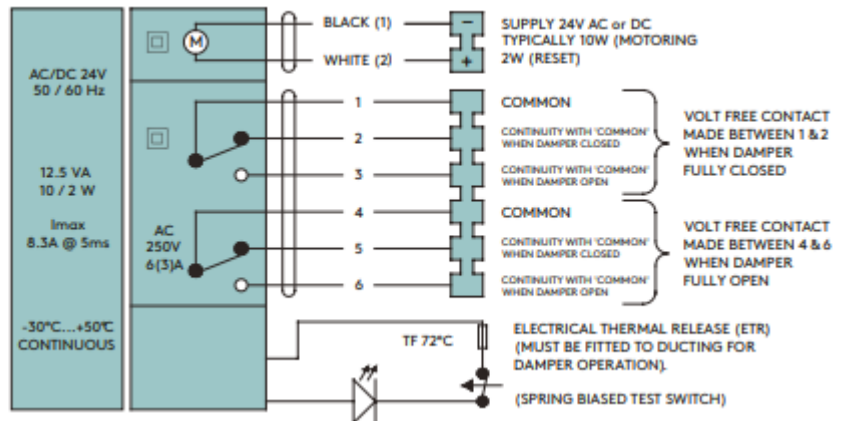 AC/DC 24V
50 / 60 Hz
12.5 VA
10 / 2 W
Imax
8.3A @ 5ms
-30°C...+50°C
CONTINUOUS
M
AC
250V
6(3)A
BLACK (1)
WHITE (2)
−
+
SUPPLY 24V AC or DC
TYPICALLY 10W (MOTORING
2W (RESET)
1
COMMON
2
CONTINUITY WITH 'COMMON'
WHEN DAMPER CLOSED
3
CONTINUITY WITH 'COMMON'
WHEN DAMPER OPEN
VOLT FREE CONTACT
MADE BETWEEN 1 & 2
WHEN DAMPER
FULLY CLOSED
4
COMMON
5
CONTINUITY WITH 'COMMON'
WHEN DAMPER CLOSED
6
CONTINUITY WITH 'COMMON'
WHEN DAMPER OPEN
VOLT FREE CONTACT
MADE BETWEEN 4 & 6
WHEN DAMPER
FULLY OPEN
TF 72°C
ELECTRICAL THERMAL RELEASE (ETR)
(MUST BE FITTED TO DUCTING FOR
DAMPER OPERATION).
(SPRING BIASED TEST SWITCH)